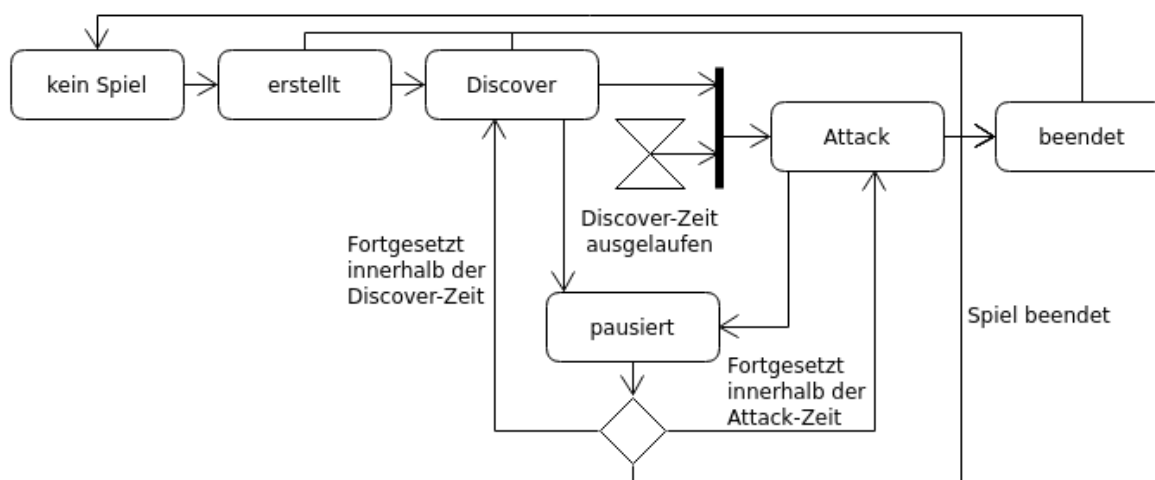 kein Spiel
erstellt
Discover
Attack
beendet
Discover-Zeit
ausgelaufen
Fortgesetzt
innerhalb der
Discover-Zeit
pausiert
Spiel beendet
Fortgesetzt
innerhalb der
Attack-Zeit